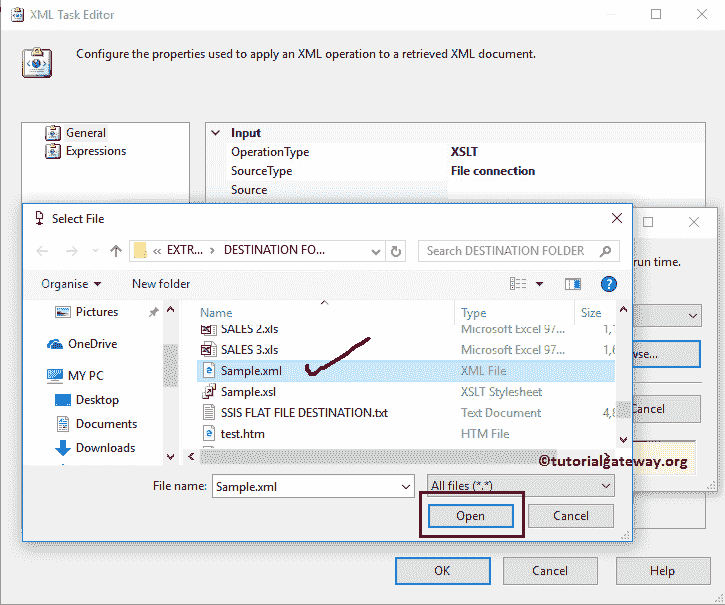 XML Task Editor
Configure the properties used to apply an XML operation to a retrieved XML document.
General
Expressions
Input
OperationType XSLT
SourceType File connection
Source
Select File
« EXTR... > DESTINATION FO...
Search DESTINATION FOLDER
run time.
Organise
New folder
Pictures
OneDrive
MY PC
Desktop
Documents
Downloads
Name Type Size
SALES 2.xls Microsoft Excel 97... 1,
SALES 3.xls Microsoft Excel 97... 1,6
Sample.xml XML File
Sample.xsl XSLT Stylesheet
SSIS FLAT FILE DESTINATION.txt Text Document 4,8
test.htm HTM File
wse...
Cancel
©tutorialgateway.org
File name: Sample.xml All files (*.*)
Open Cancel
OK Cancel Help